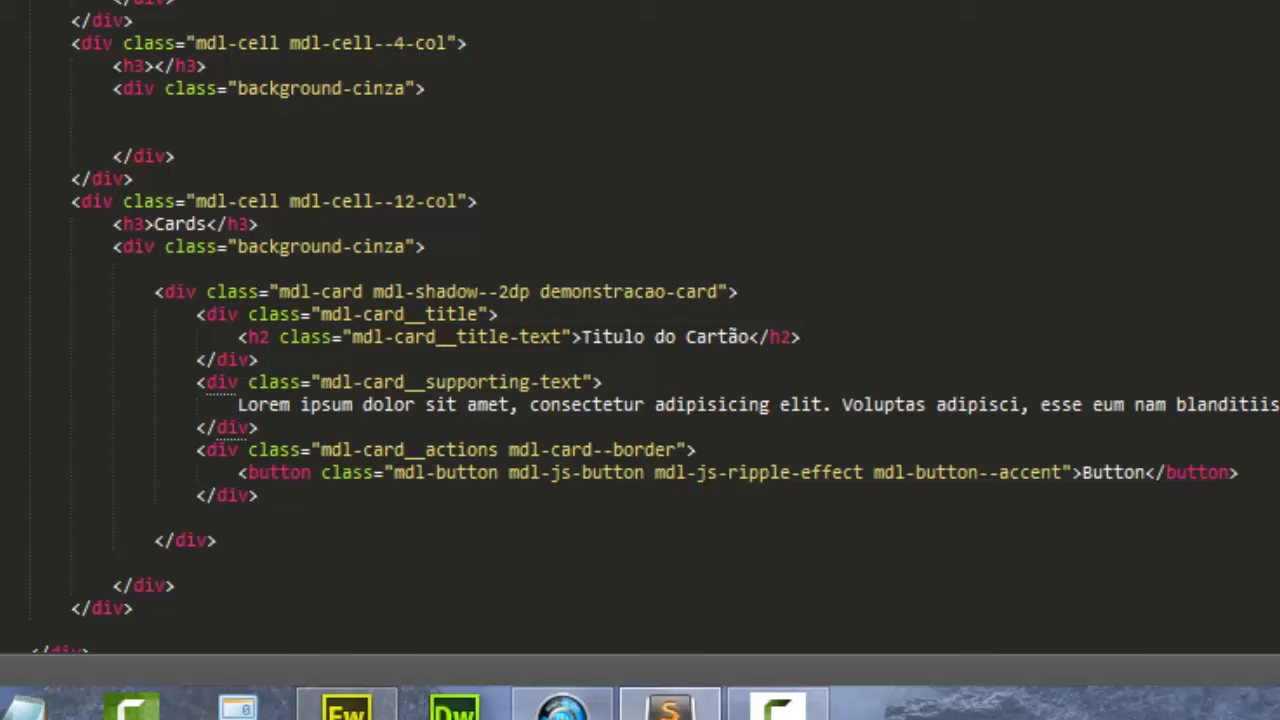 </div>
</div>
<div class="mdl-cell mdl-cell--4-col">
<h3></h3>
<div class="background-cinza">
</div>
</div>
<div class="mdl-cell mdl-cell--12-col">
<h3>Cards</h3>
<div class="background-cinza">
<div class="mdl-card mdl-shadow--2dp demonstracao-card">
<div class="mdl-card__title">
<h2 class="mdl-card__title-text">Titulo do Cartão</h2>
</div>
<div class="mdl-card__supporting-text">
Lorem ipsum dolor sit amet, consectetur adipisicing elit. Voluptas adipisci, esse eum nam blanditiis
</div>
<div class="mdl-card__actions mdl-card--border">
<button class="mdl-button mdl-js-button mdl-js-ripple-effect mdl-button--accent">Button</button>
</div>
</div>
</div>
</div>
</div>
0
Fw
Dw
S